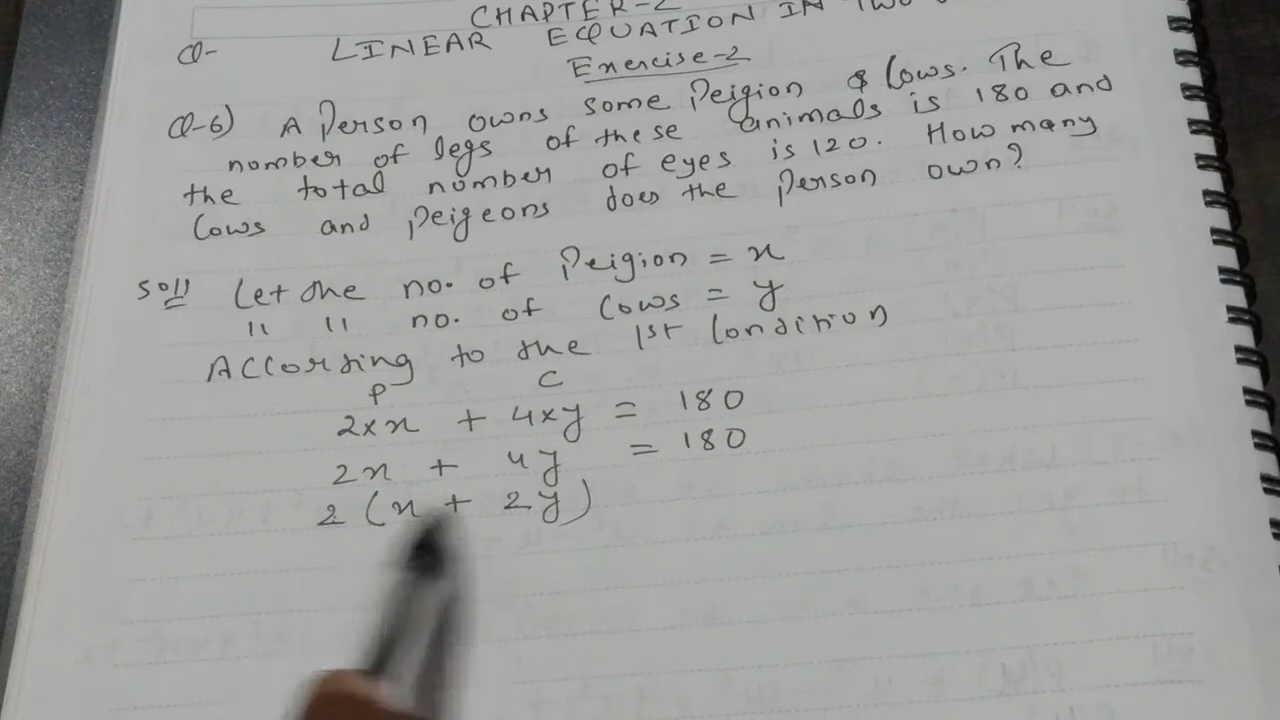 CHAPTER-2
Q- LINEAR EQUATION IN TWO
Exercise-2
Q-6) A Person owns some Peigion & Cows. The
number of legs of these animals is 180 and
the total number of eyes is 120. How many
Cows and peigeons does the person own?
Soll Let the no. of Peigion = x
" " no. of Cows = y
According to the 1st Condition
P C
2×x + 4×y = 180
2x + 4y = 180
2(x + 2y)